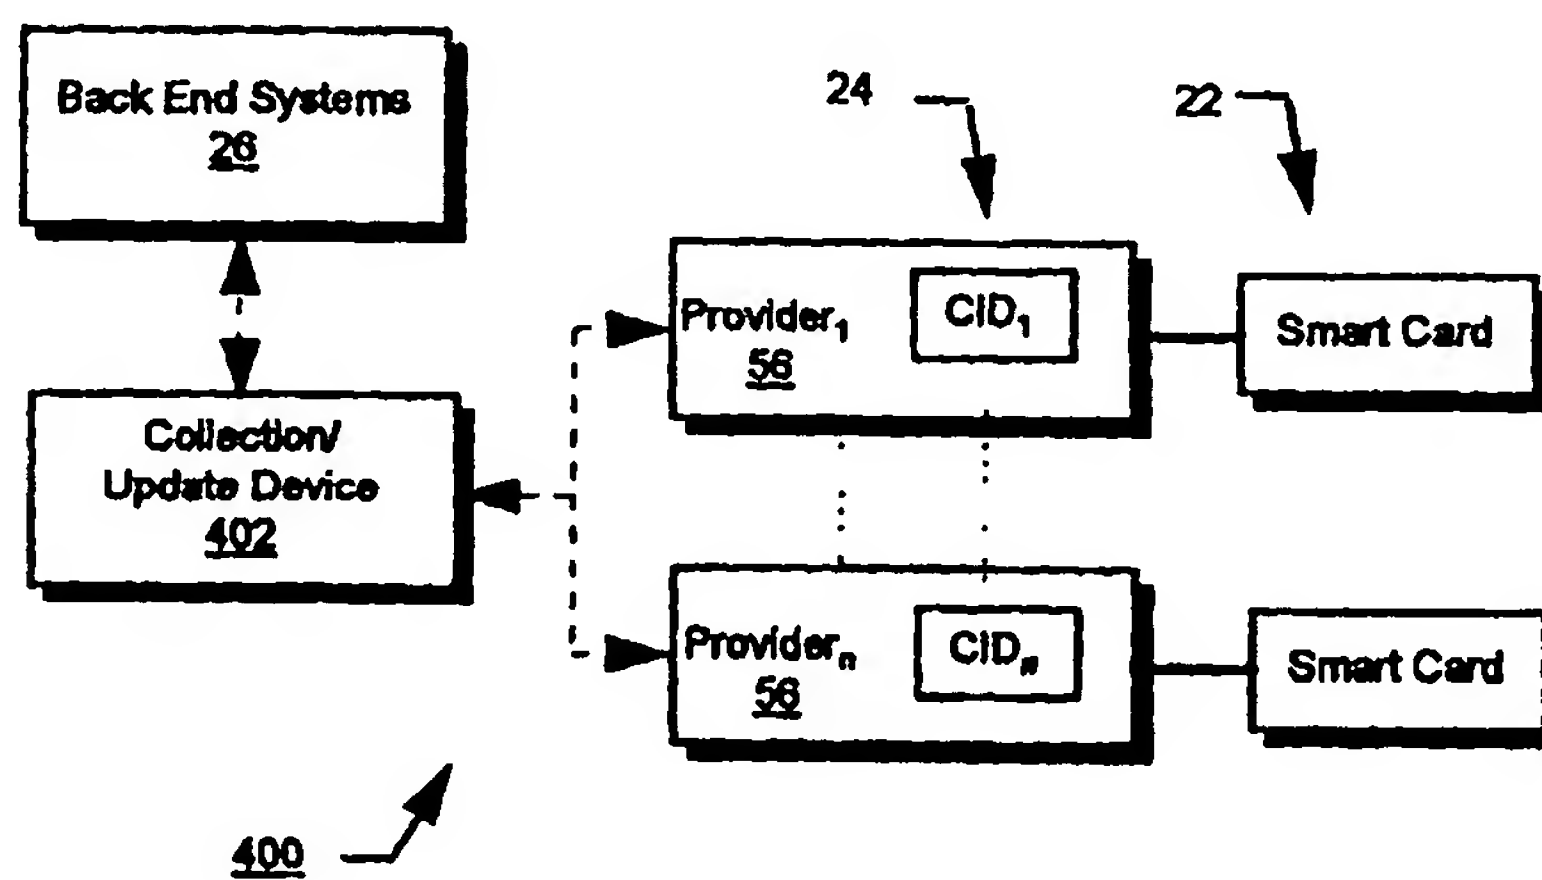 Back End Systems
26
24
22
Provider1
56
CID1
Smart Card
Collection/
Update Device
402
Providern
56
CIDn
Smart Card
400